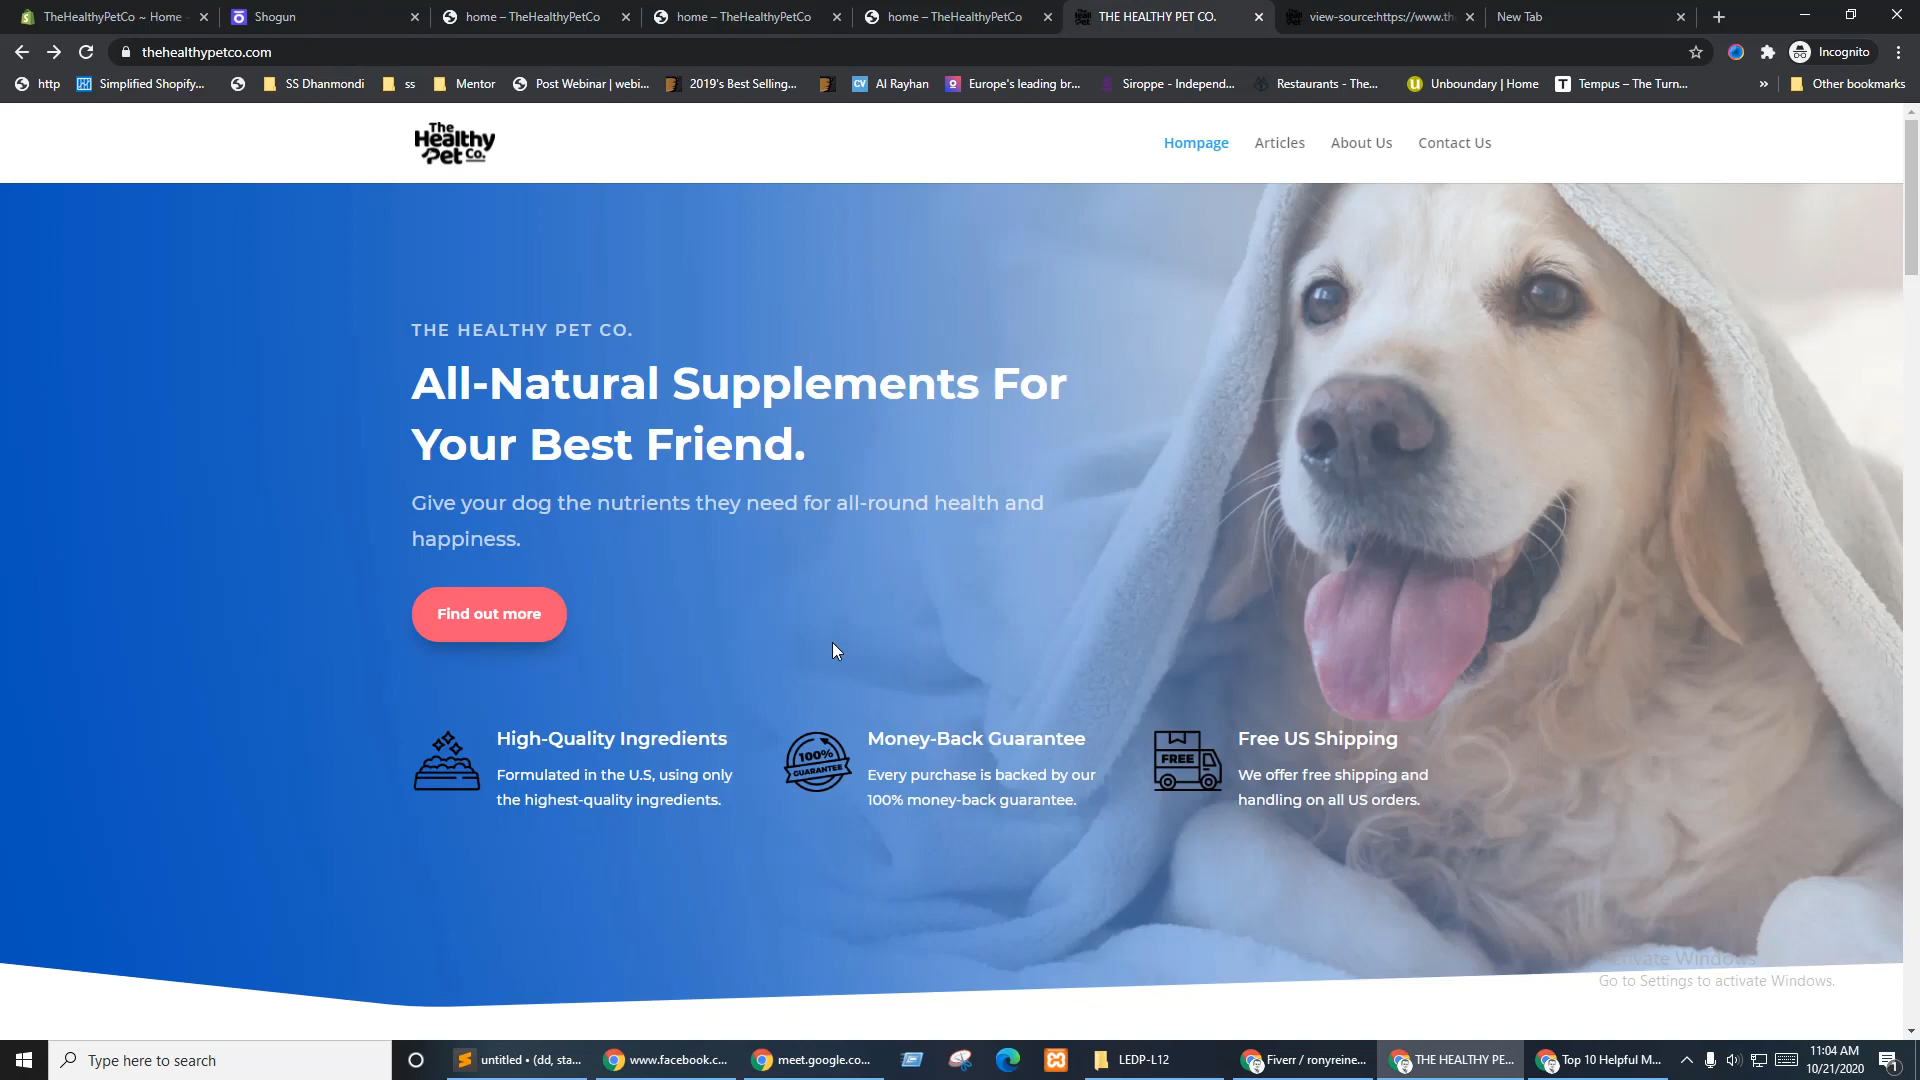 TheHealthyPetCo ~ Home
Shogun
home – TheHealthyPetCo
home – TheHealthyPetCo
home – TheHealthyPetCo
THE HEALTHY PET CO.
view-source:https://www.th
New Tab
thehealthypetco.com
Incognito
http
Simplified Shopify...
SS Dhanmondi
ss
Mentor
Post Webinar | webi...
2019's Best Selling...
CV
Al Rayhan
Europe's leading br...
Siroppe - Independ...
Restaurants - The...
Unboundary | Home
Tempus – The Turn...
»
Other bookmarks
The
Healthy
Pet Co.
Hompage
Articles
About Us
Contact Us
THE HEALTHY PET CO.
All-Natural Supplements For
Your Best Friend.
Give your dog the nutrients they need for all-round health and
happiness.
Find out more
High-Quality Ingredients
Formulated in the U.S, using only
the highest-quality ingredients.
100%
GUARANTEE
Money-Back Guarantee
Every purchase is backed by our
100% money-back guarantee.
FREE
Free US Shipping
We offer free shipping and
handling on all US orders.
Activate Windows
Go to Settings to activate Windows.
Type here to search
untitled • (dd, sta...
www.facebook.c...
meet.google.co...
LEDP-L12
Fiverr / ronyreine...
THE HEALTHY PE...
Top 10 Helpful M...
11:04 AM
10/21/2020
1